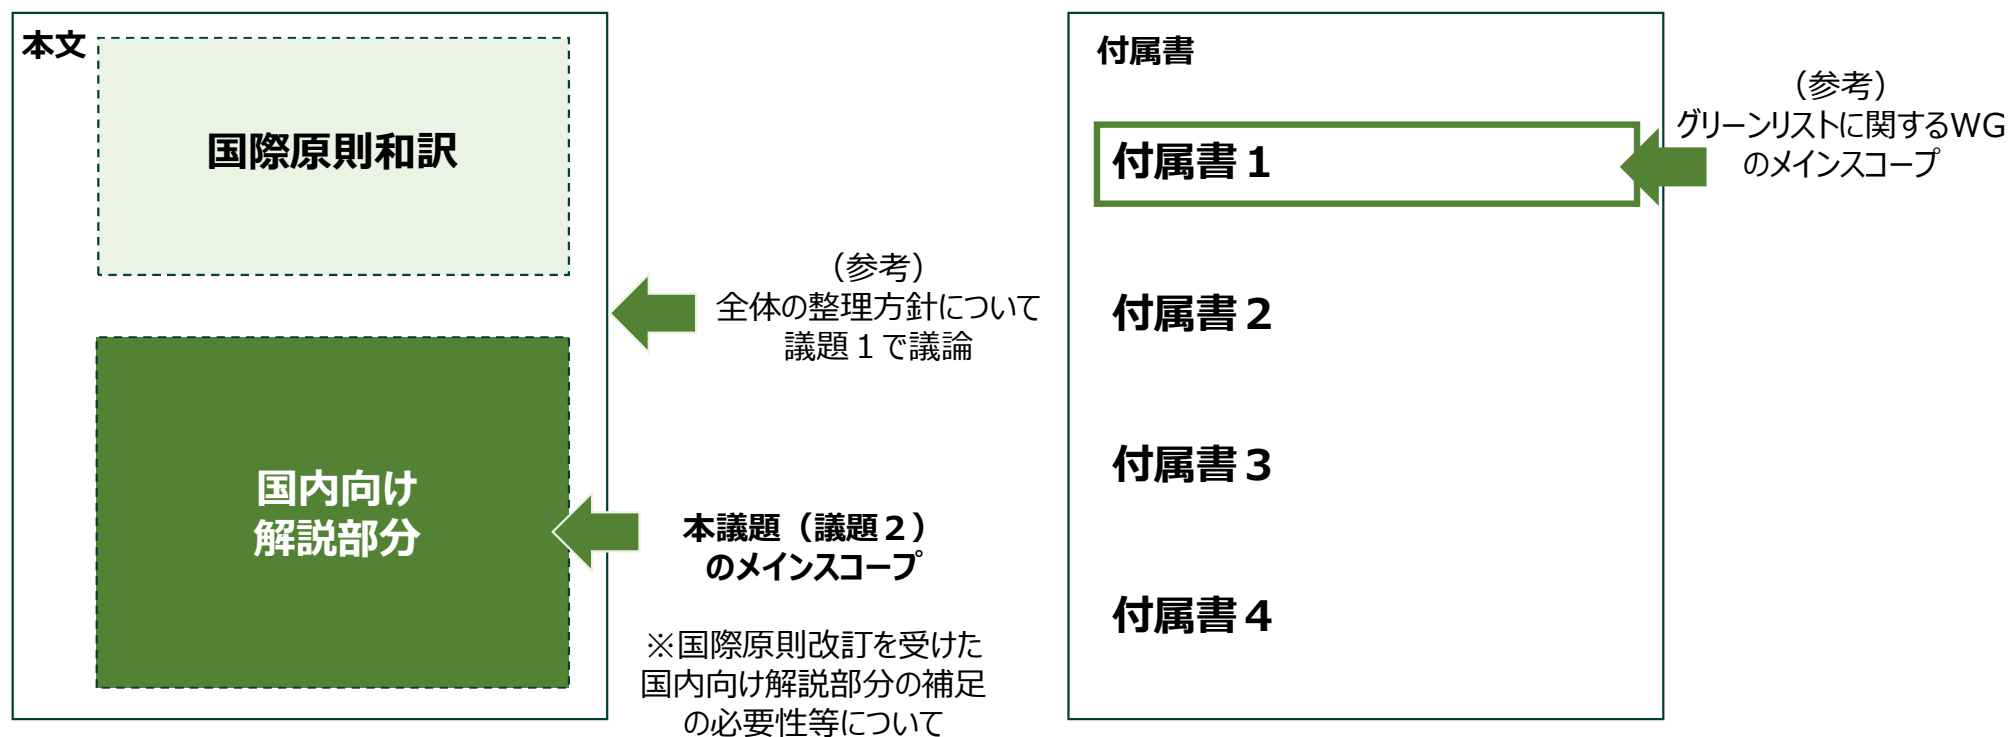 本文
国際原則和訳
(参考)
全体の整理方針について
議題1で議論
国内向け
解説部分
本議題(議題2)
のメインスコープ
※国際原則改訂を受けた
国内向け解説部分の補足
の必要性等について
付属書
付属書1
(参考)
グリーンリストに関するWG
のメインスコープ
付属書2
付属書3
付属書4